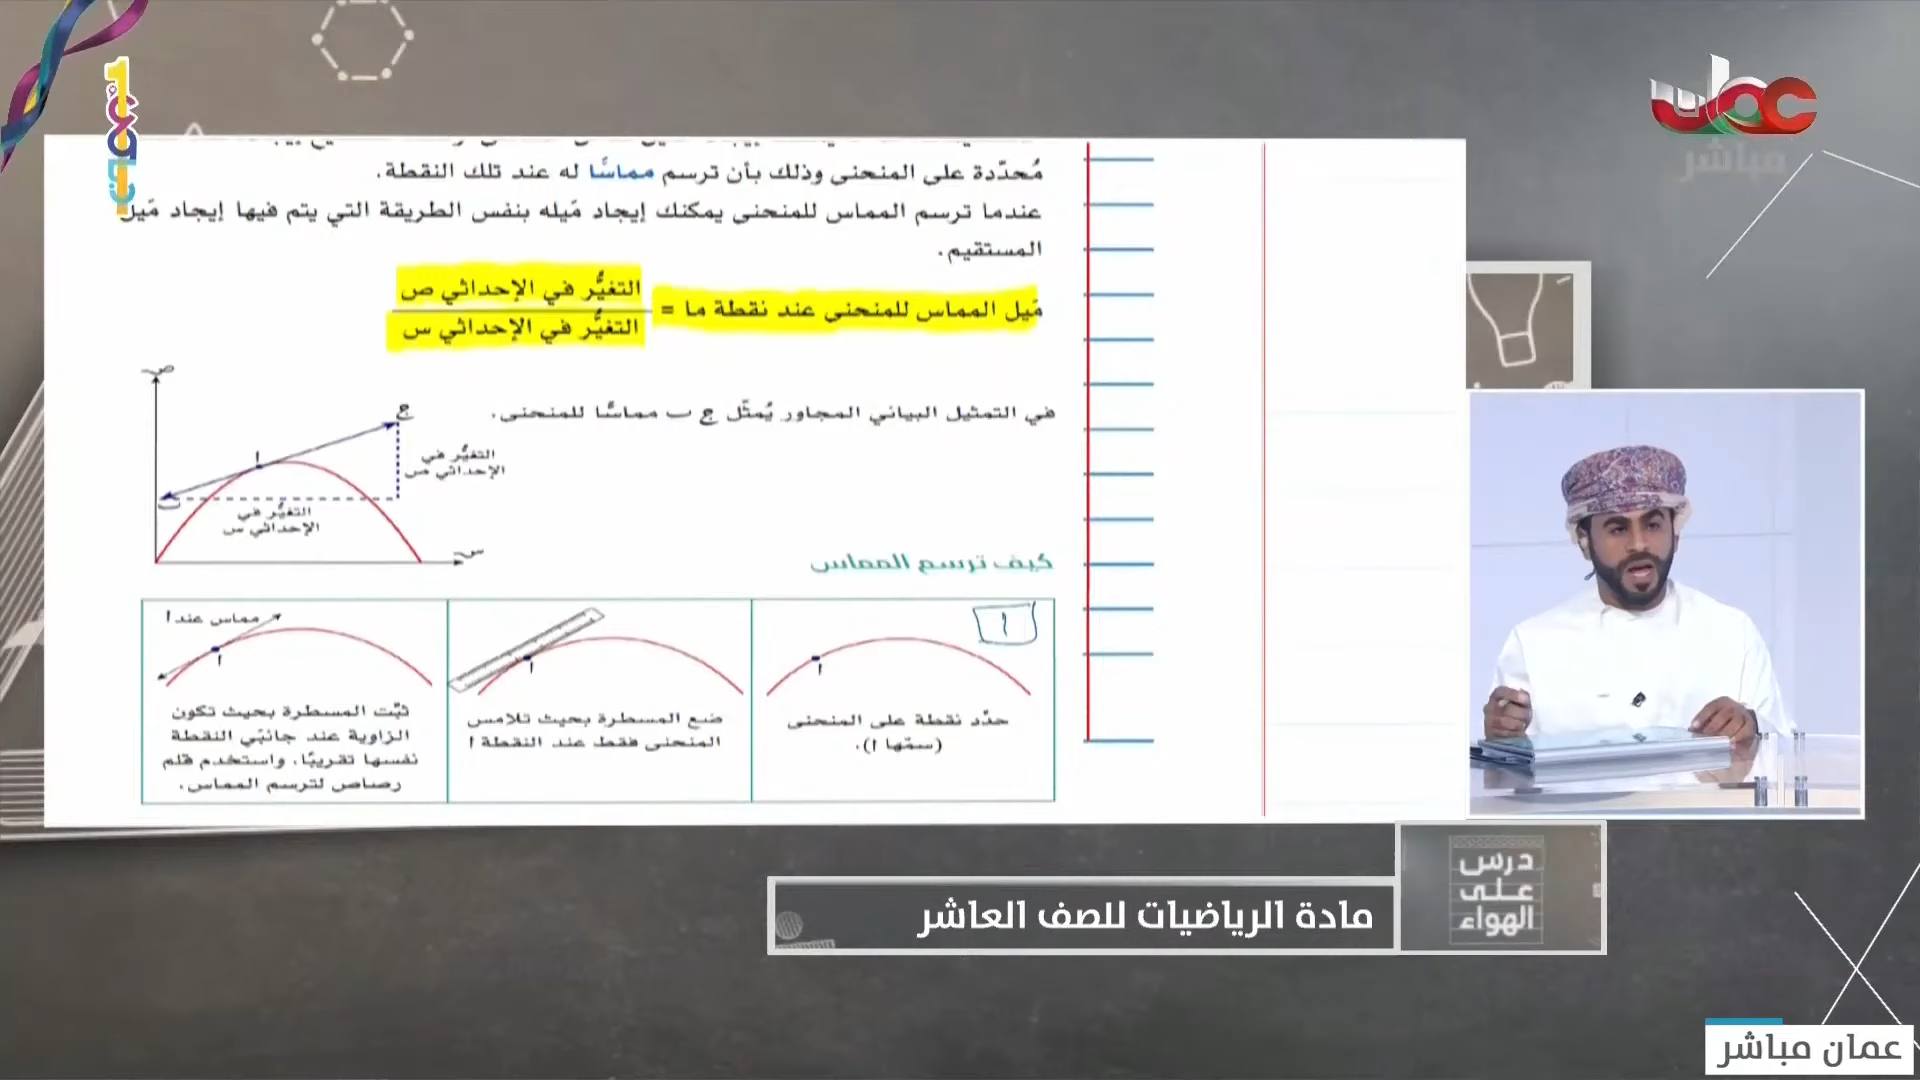 عمان
مباشر
مُحدّدة على المنحنى وذلك بأن ترسم مماسًّا له عند تلك النقطة.
عندما ترسم المماس للمنحنى يمكنك إيجاد مَيله بنفس الطريقة التي يتم فيها إيجاد مَيل
المستقيم.
مَيل المماس للمنحنى عند نقطة ما = التغيُّر في الإحداثي ص
التغيُّر في الإحداثي س
في التمثيل البياني المجاور يُمثّل ج ب مماسًّا للمنحنى.
ص
ج
أ
التغيُّر في
الإحداثي ص
ب
التغيُّر في
الإحداثي س
س
كيف ترسم المماس
١
أ
حدّد نقطة على المنحنى
(سمّها أ).
أ
ضع المسطرة بحيث تلامس
المنحنى فقط عند النقطة أ
مماس عند أ
أ
ثبّت المسطرة بحيث تكون
الزاوية عند جانبَي النقطة
نفسها تقريبًا، واستخدم قلم
رصاص لترسم المماس.
درس
على
الهواء
مادة الرياضيات للصف العاشر
عمان مباشر